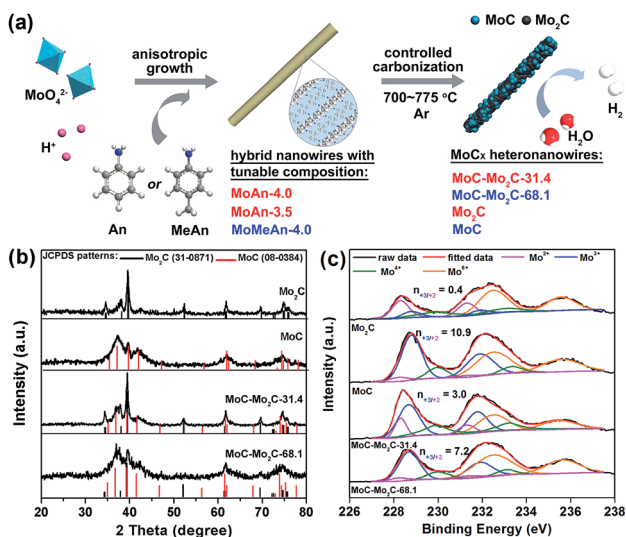 (a)
MoC Mo₂C
anisotropic
growth
controlled
carbonization
MoO₄²⁻
700~775 °C
Ar
H₂
H⁺
H₂O
or
An
MeAn
hybrid nanowires with
tunable composition:
MoAn-4.0
MoAn-3.5
MoMeAn-4.0
MoCx heteronanowires:
MoC-Mo₂C-31.4
MoC-Mo₂C-68.1
Mo₂C
MoC
(b)
JCPDS patterns: Mo₂C (31-0871) MoC (08-0384)
Mo₂C
MoC
MoC-Mo₂C-31.4
MoC-Mo₂C-68.1
Intensity (a.u.)
20 30 40 50 60 70 80
2 Theta (degree)
(c)
raw data fitted data Mo²⁺ Mo³⁺
Mo⁴⁺ Mo⁶⁺
n+3/+2 = 0.4
Mo₂C
n+3/+2 = 10.9
MoC
n+3/+2 = 3.0
MoC-Mo₂C-31.4
n+3/+2 = 7.2
MoC-Mo₂C-68.1
Intensity (a.u.)
226 228 230 232 234 236 238
Binding Energy (eV)